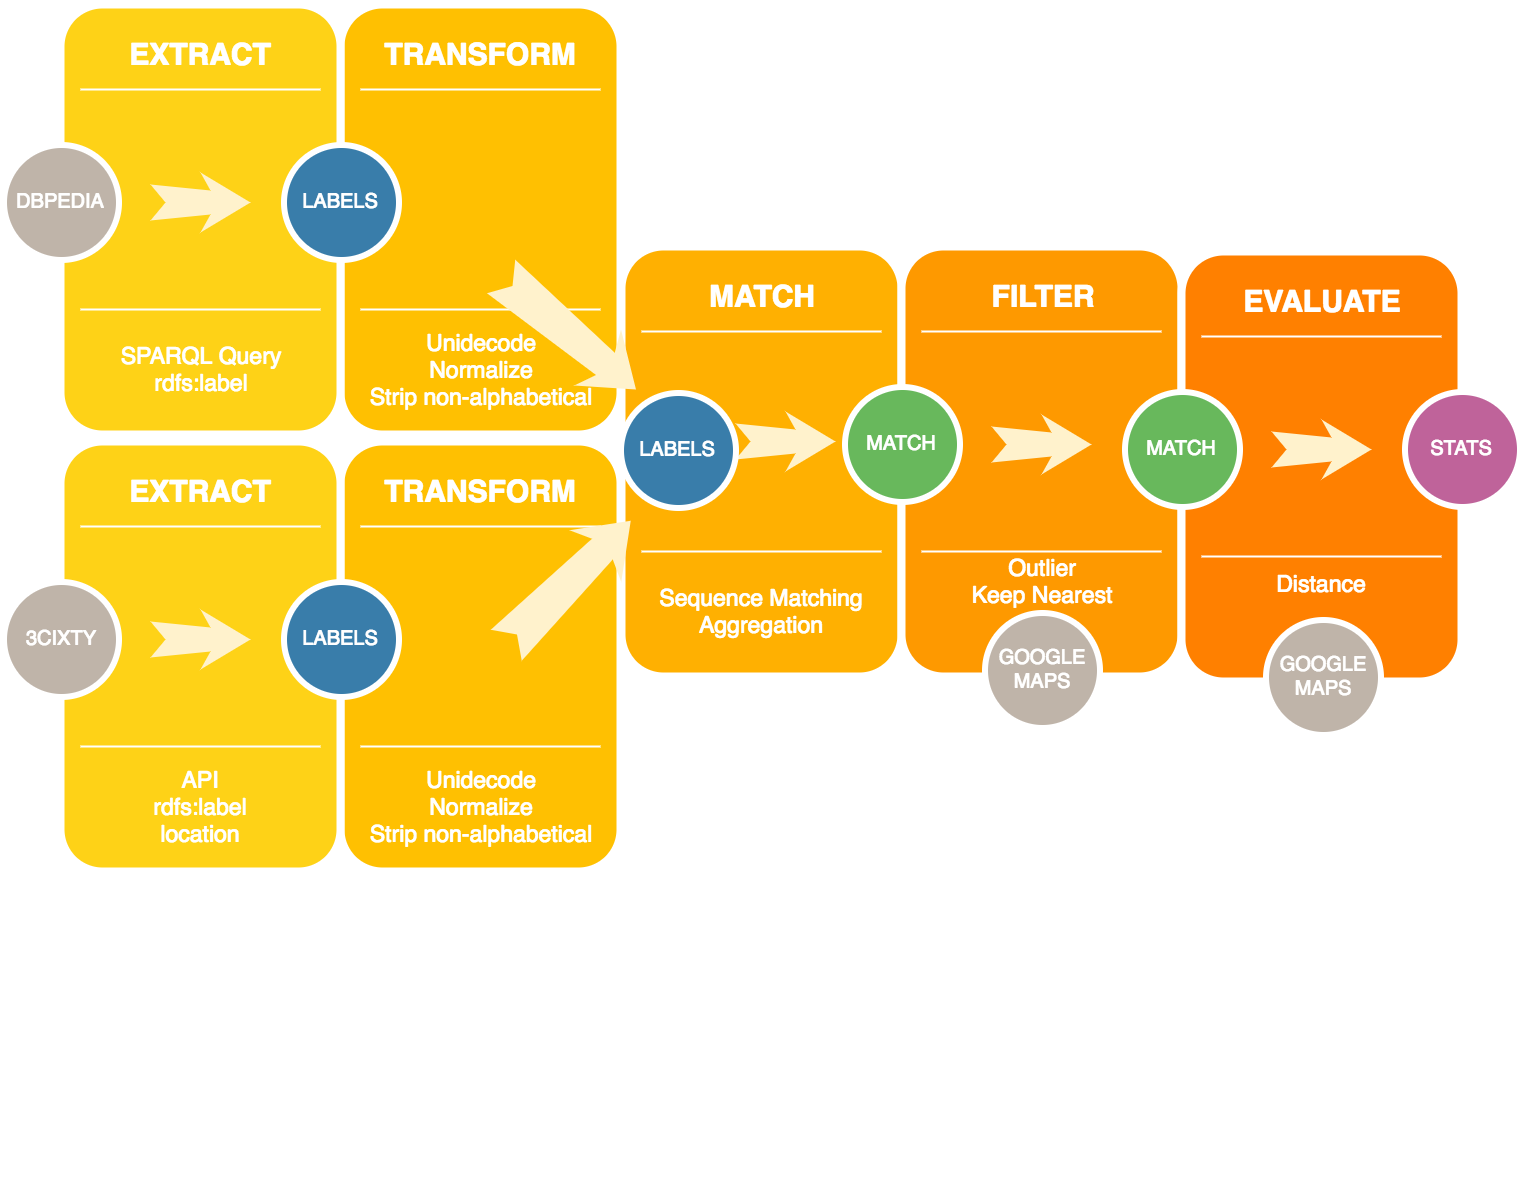 EXTRACT
DBPEDIA
LABELS
SPARQL Query
rdfs:label
TRANSFORM
Unidecode
Normalize
Strip non-alphabetical
EXTRACT
3CIXTY
LABELS
API
rdfs:label
location
TRANSFORM
Unidecode
Normalize
Strip non-alphabetical
MATCH
LABELS
MATCH
Sequence Matching
Aggregation
FILTER
MATCH
Outlier
Keep Nearest
GOOGLE
MAPS
EVALUATE
STATS
Distance
GOOGLE
MAPS